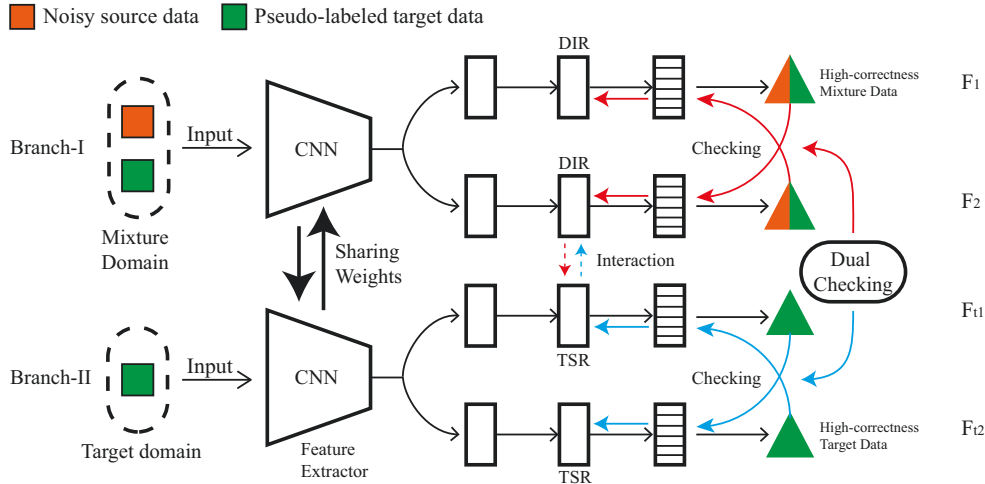 Noisy source data
Pseudo-labeled target data
DIR
High-correctness
Mixture Data
F1
Branch-I
Input
CNN
Checking
DIR
F2
Mixture
Domain
Sharing
Weights
Interaction
Dual
Checking
Ft1
Branch-II
Input
CNN
TSR
Checking
Target domain
Feature
Extractor
High-correctness
Target Data
Ft2
TSR